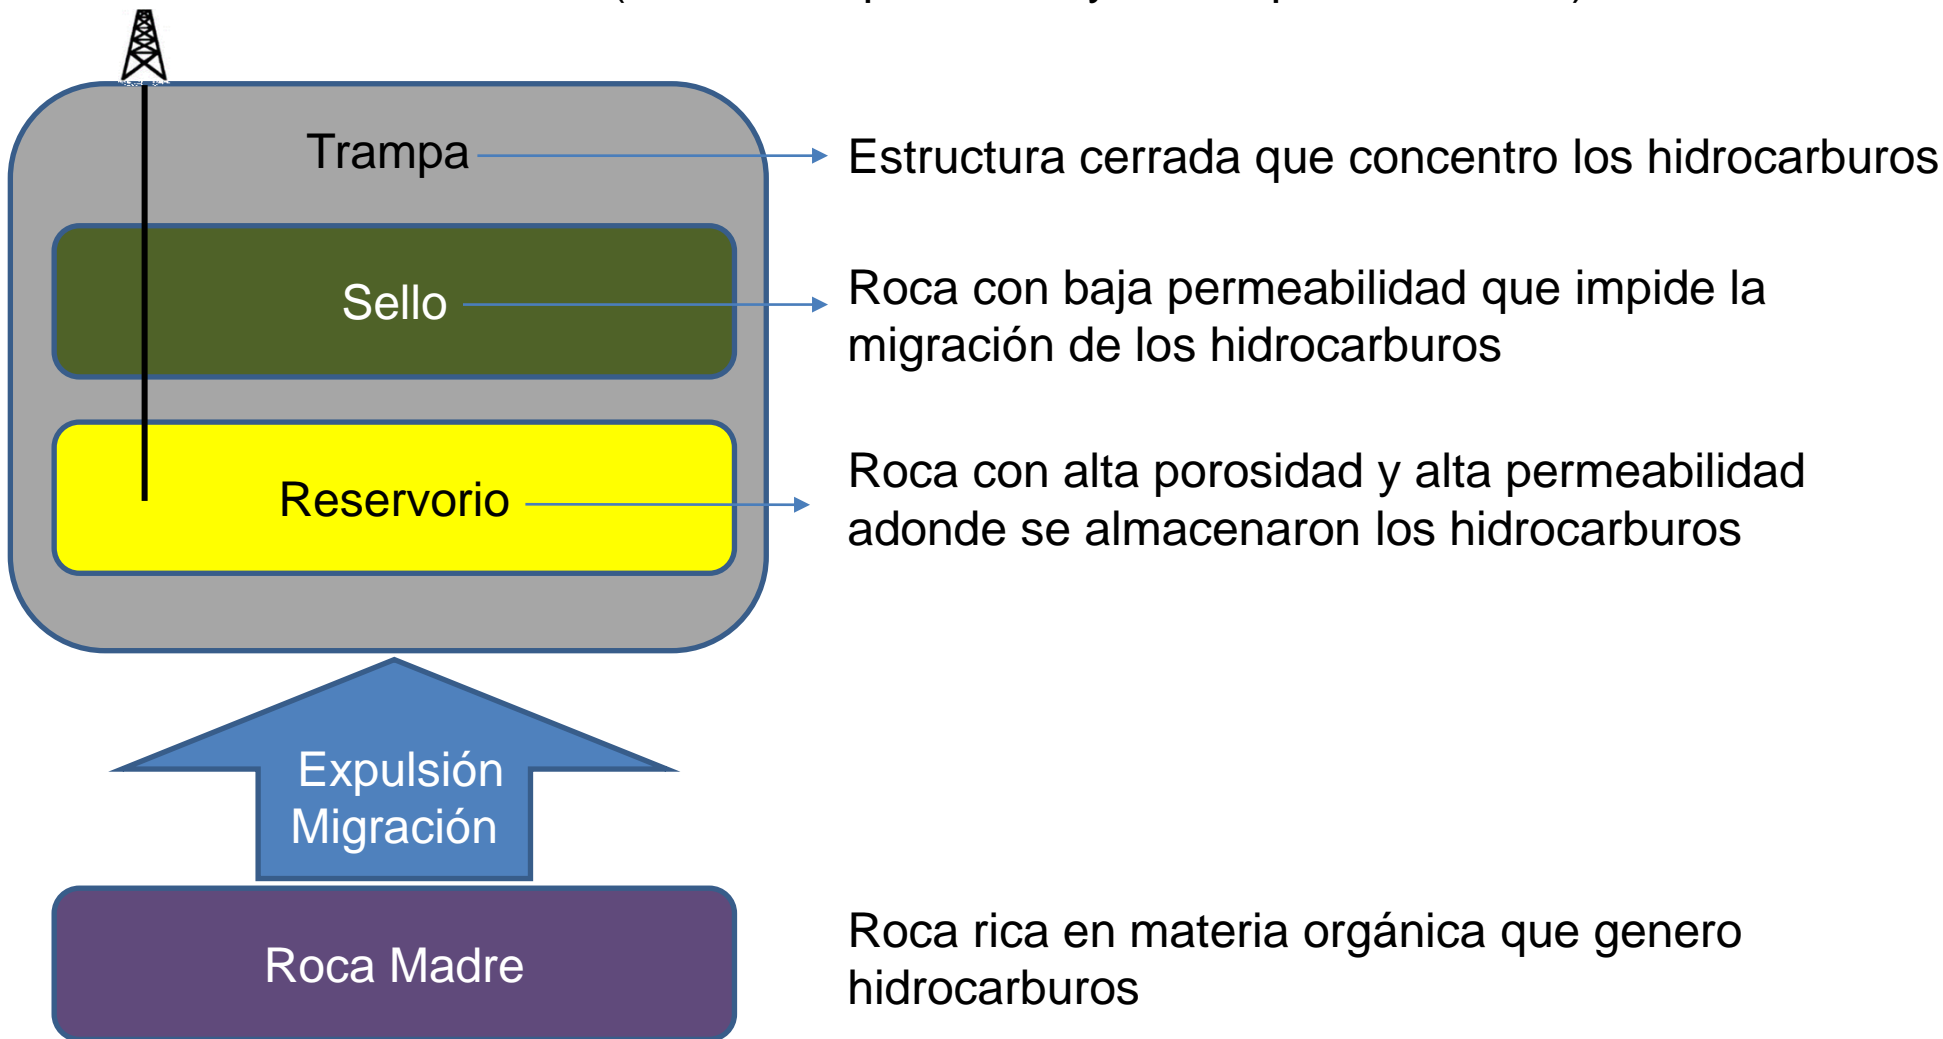 Trampa
Estructura cerrada que concentro los hidrocarburos
Sello
Roca con baja permeabilidad que impide la
migración de los hidrocarburos
Reservorio
Roca con alta porosidad y alta permeabilidad
adonde se almacenaron los hidrocarburos
Expulsión
Migración
Roca Madre
Roca rica en materia orgánica que genero
hidrocarburos